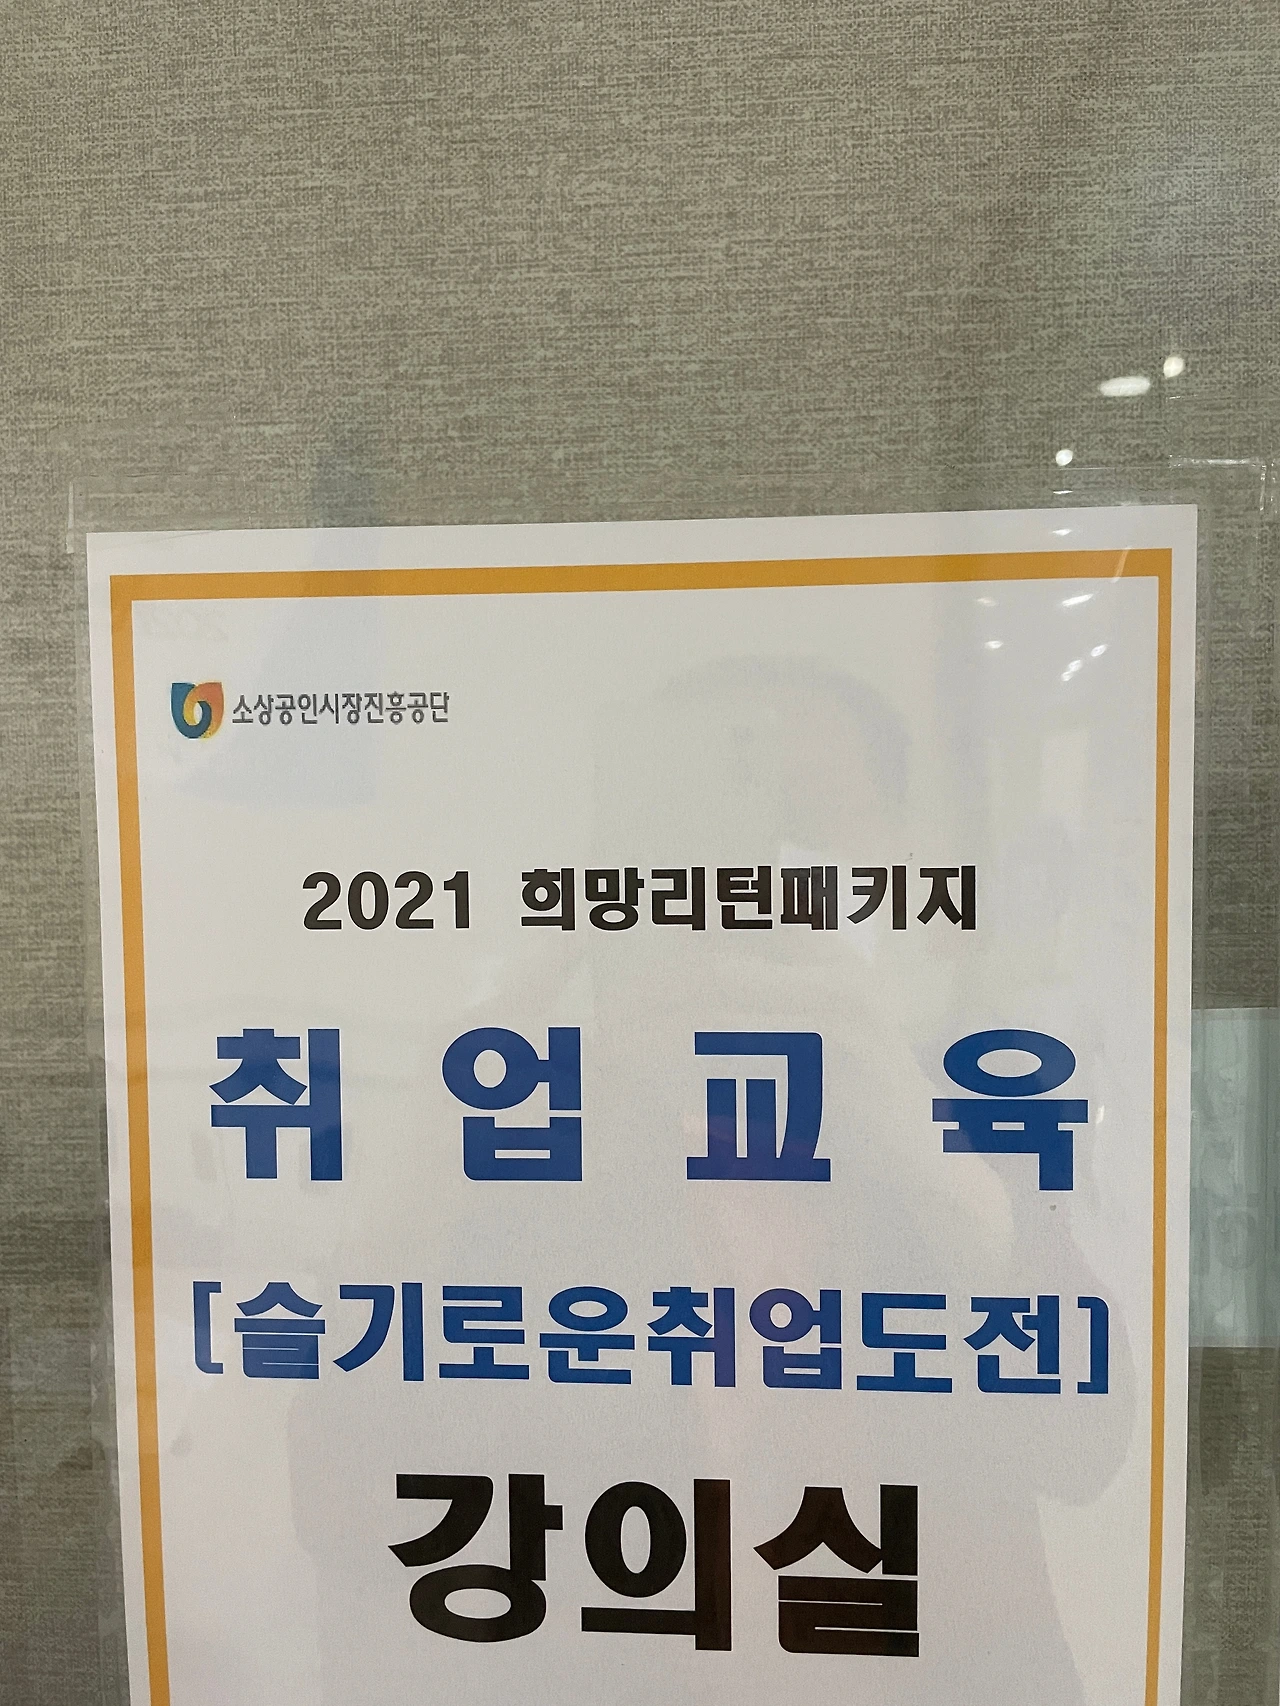 소상공인시장진흥공단
2021 희망리턴패키지
취 업 교 육
[슬기로운취업도전]
강의실